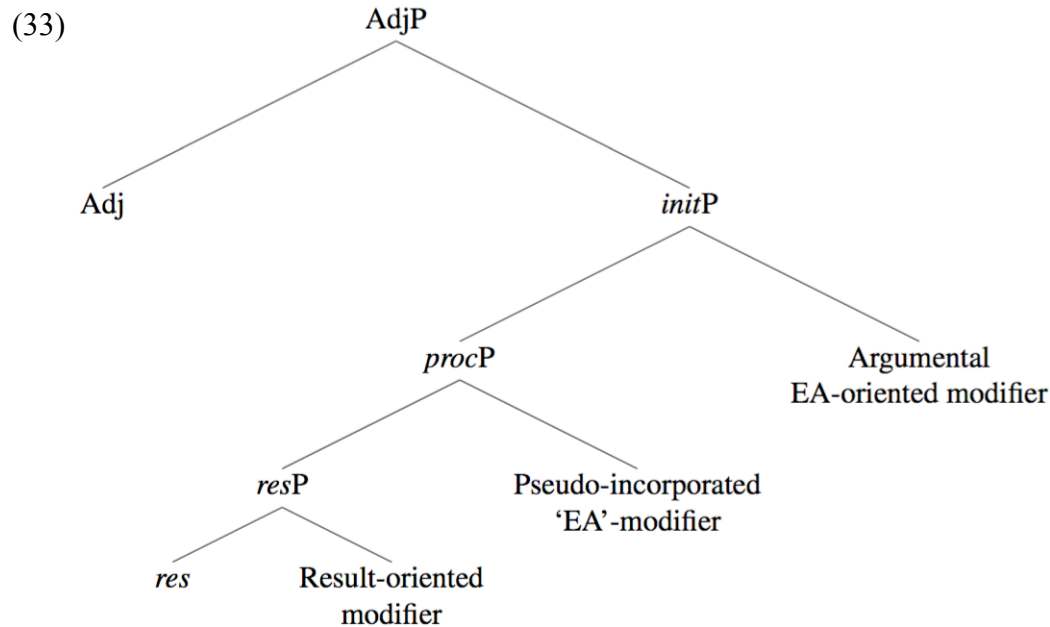 (33)
AdjP
Adj
initP
procP
Argumental
EA-oriented modifier
resP
Pseudo-incorporated
‘EA’-modifier
res
Result-oriented
modifier